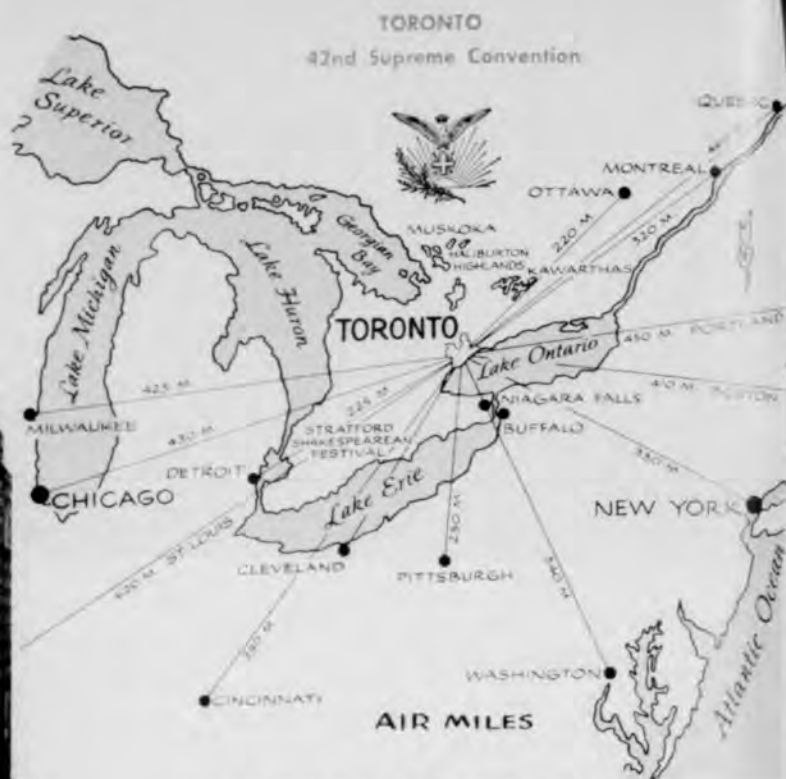 TORONTO
42nd Supreme Convention
Lake
Superior
QUEBEC
MONTREAL
OTTAWA
Georgian
Bay
MUSKOKA
HALIBURTON
HIGHLANDS
KAWARTHAS
220 M
320 M
Lake Michigan
Lake Huron
TORONTO
Lake Ontario
450 M PORTLAND
410 M BOSTON
425 M
MILWAUKEE
430 M
225 M
STRATFORD
SHAKESPEAREAN
FESTIVAL
NIAGARA FALLS
BUFFALO
DETROIT
CHICAGO
Lake Erie
350 M
NEW YORK
ST. LOUIS
CLEVELAND
230 M
PITTSBURGH
340 M
Atlantic Ocean
WASHINGTON
CINCINNATI
AIR MILES